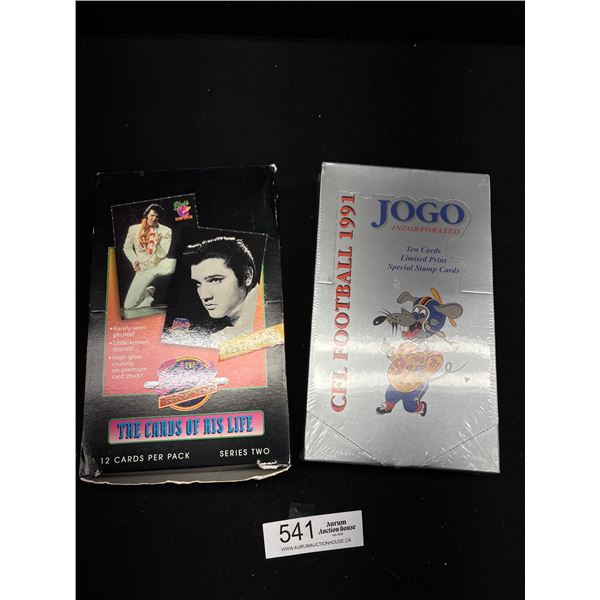 • Rarely-seen
photos!
• Little-known
stories!
• High-gloss
coating
on premium
card stock!
THE CARDS OF HIS LIFE
12 CARDS PER PACK SERIES TWO
CFL FOOTBALL 1991
JOGO
INCORPORATED
Ten Cards
Limited Print
Special Stamp Cards
541
Aurum
Auction house
WWW.AURUMAUCTIONHOUSE.CA